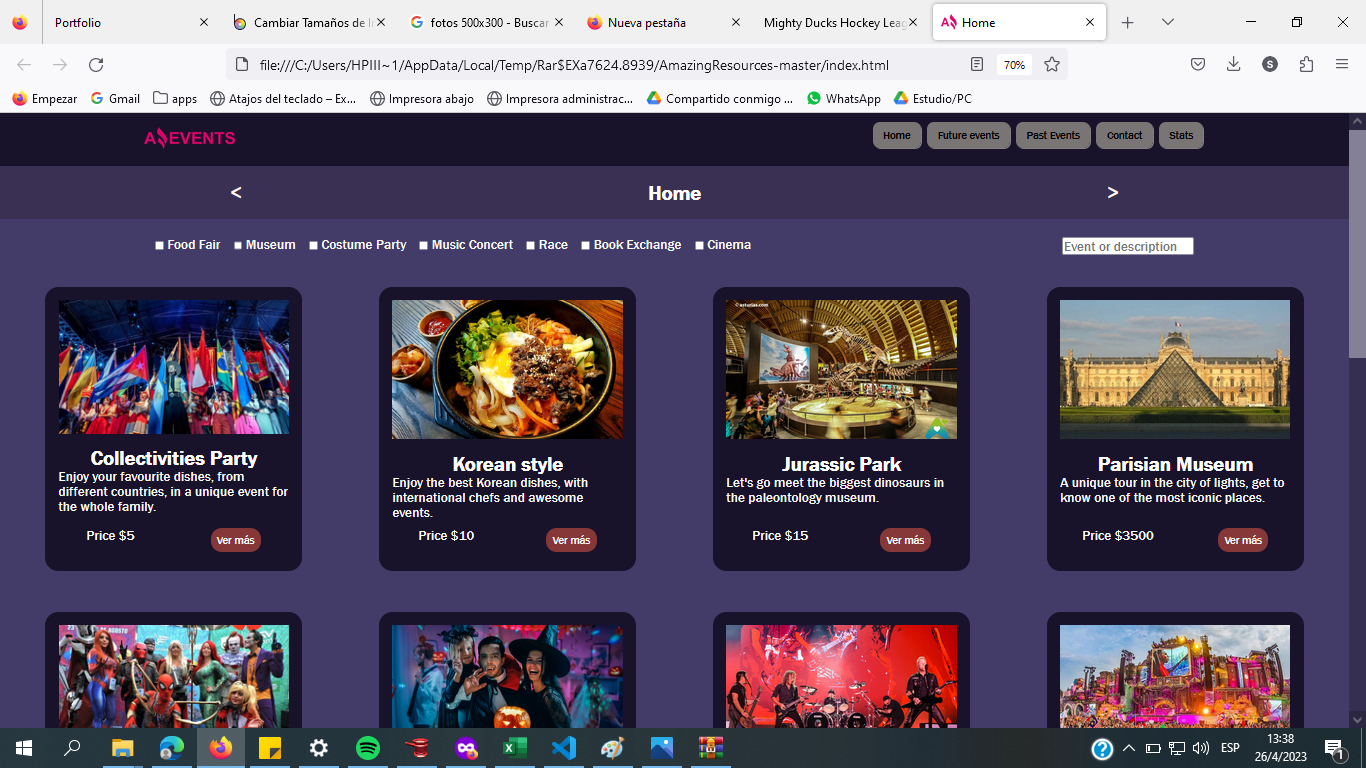 Portfolio
Cambiar Tamaños de I
fotos 500x300 - Buscar
Nueva pestaña
Mighty Ducks Hockey Leag
Home
file:///C:/Users/HPIII~1/AppData/Local/Temp/Rar$EXa7624.8939/AmazingResources-master/index.html
70%
S
Empezar
Gmail
apps
Atajos del teclado – Ex...
Impresora abajo
Impresora administrac...
Compartido conmigo ...
WhatsApp
Estudio/PC
A EVENTS
Home
Future events
Past Events
Contact
Stats
<
Home
>
Food Fair
Museum
Costume Party
Music Concert
Race
Book Exchange
Cinema
Event or description
Collectivities Party
Enjoy your favourite dishes, from
different countries, in a unique event for
the whole family.
Price $5
Ver más
Korean style
Enjoy the best Korean dishes, with
international chefs and awesome
events.
Price $10
Ver más
© asturias.com
Jurassic Park
Let's go meet the biggest dinosaurs in
the paleontology museum.
Price $15
Ver más
Parisian Museum
A unique tour in the city of lights, get to
know one of the most iconic places.
Price $3500
Ver más
ESP
13:38
26/4/2023
1